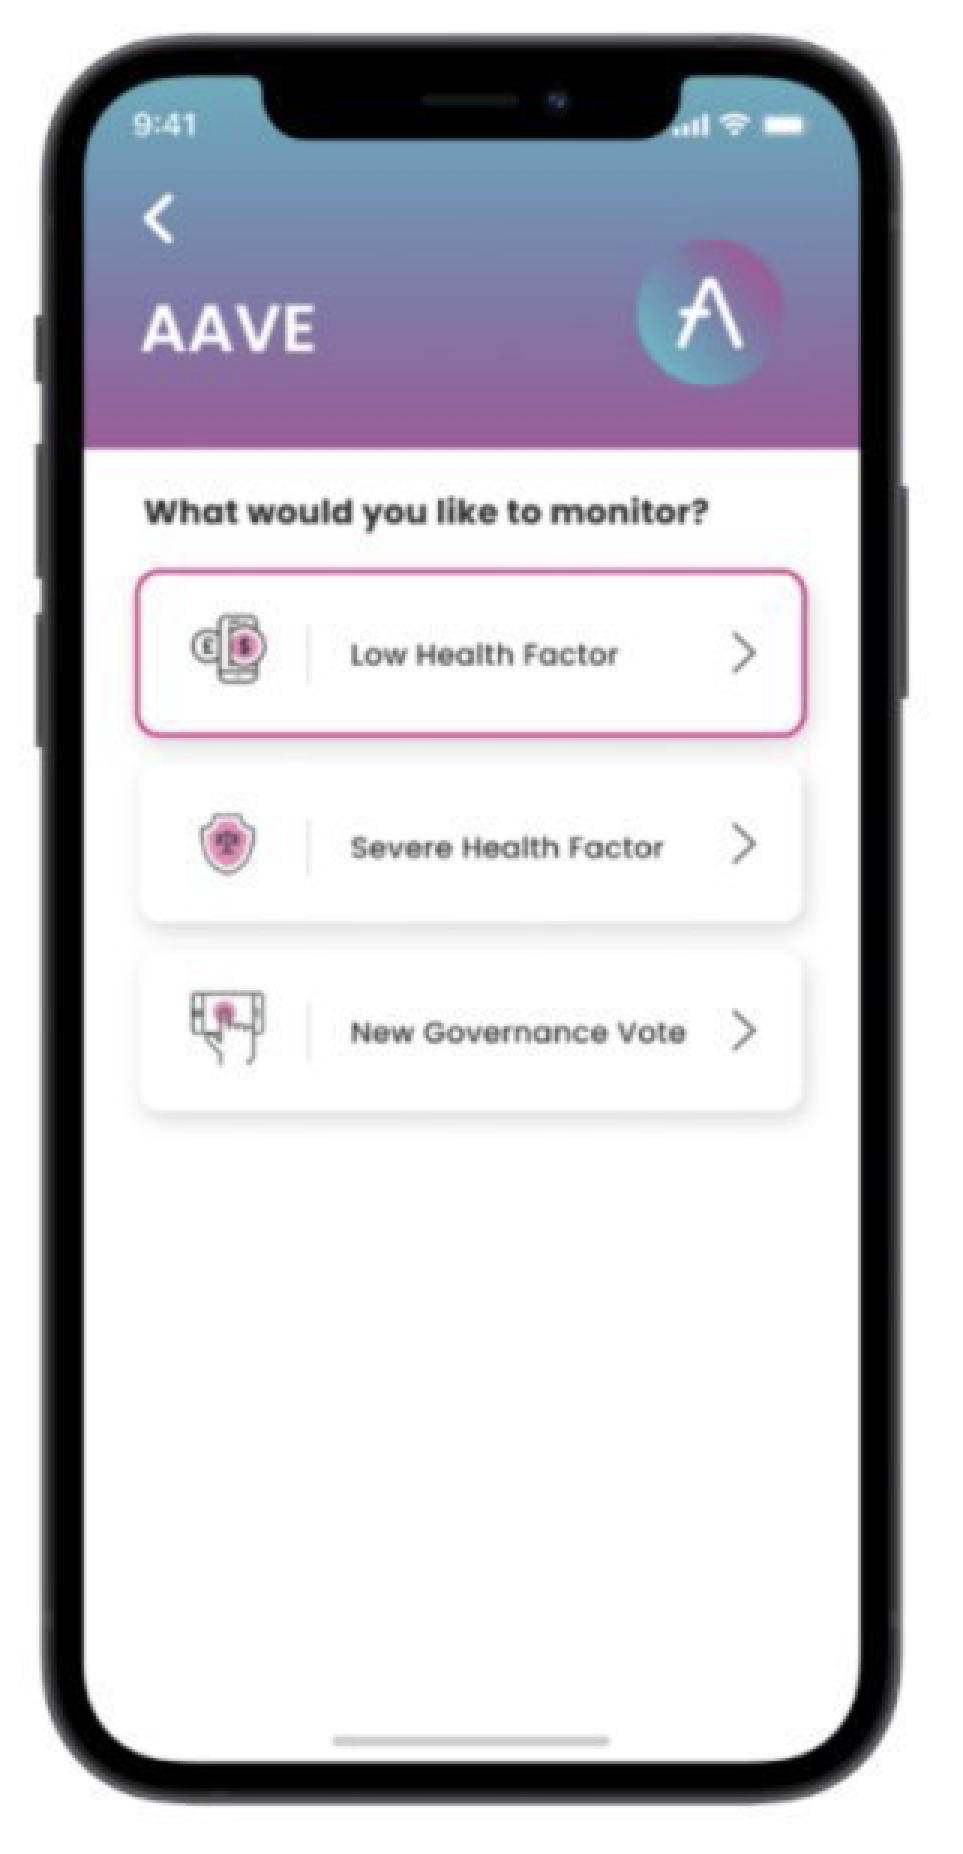 9:41
AAVE
What would you like to monitor?
£ $
Low Health Factor
Severe Health Factor
New Governance Vote